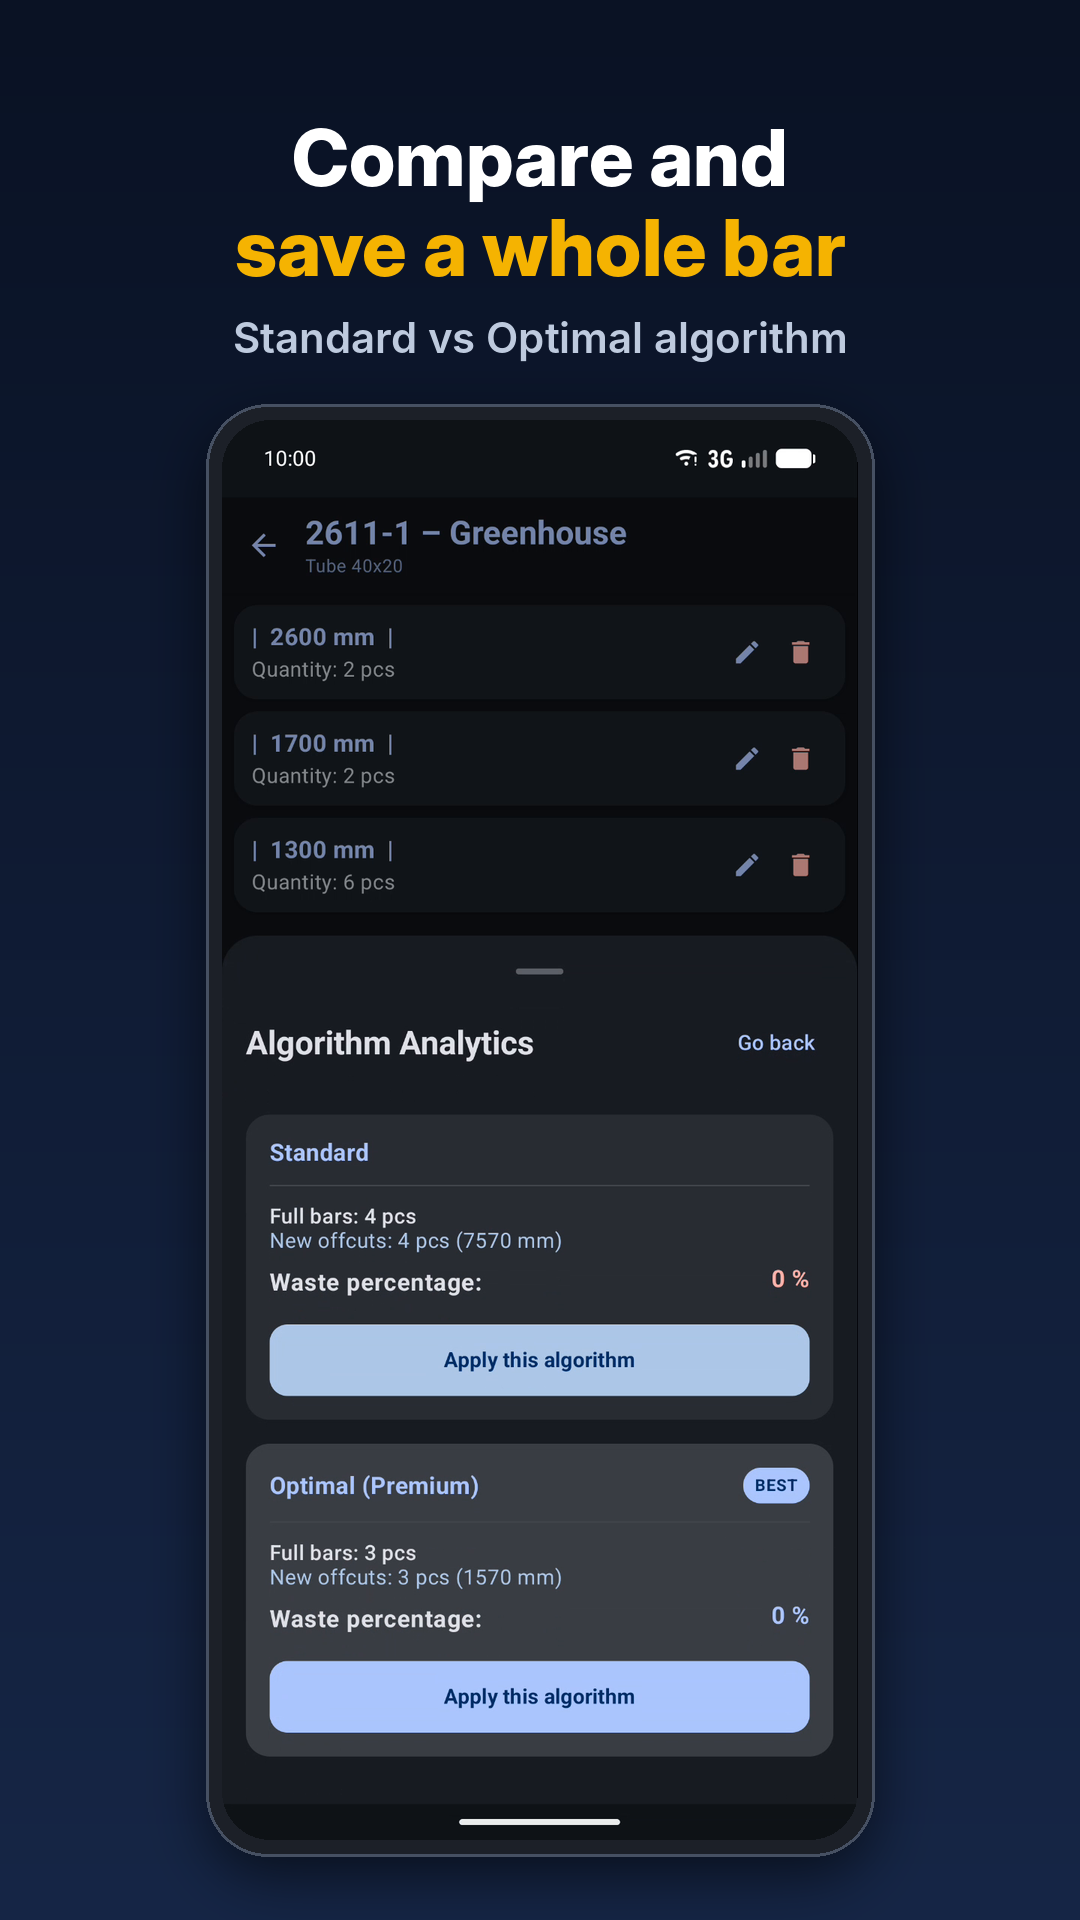 Compare and
save a whole bar
Standard vs Optimal algorithm
10:00
3G
2611-1 – Greenhouse
Tube 40x20
| 2600 mm |
Quantity: 2 pcs
| 1700 mm |
Quantity: 2 pcs
| 1300 mm |
Quantity: 6 pcs
Algorithm Analytics
Go back
Standard
Full bars: 4 pcs
New offcuts: 4 pcs (7570 mm)
Waste percentage:
0 %
Apply this algorithm
Optimal (Premium)
BEST
Full bars: 3 pcs
New offcuts: 3 pcs (1570 mm)
Waste percentage:
0 %
Apply this algorithm